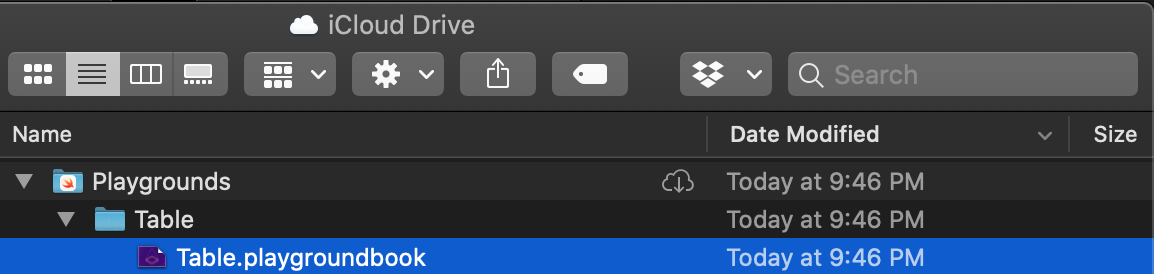 iCloud Drive
Search
Name Date Modified Size
Playgrounds Today at 9:46 PM
Table Today at 9:46 PM
Table.playgroundbook Today at 9:46 PM